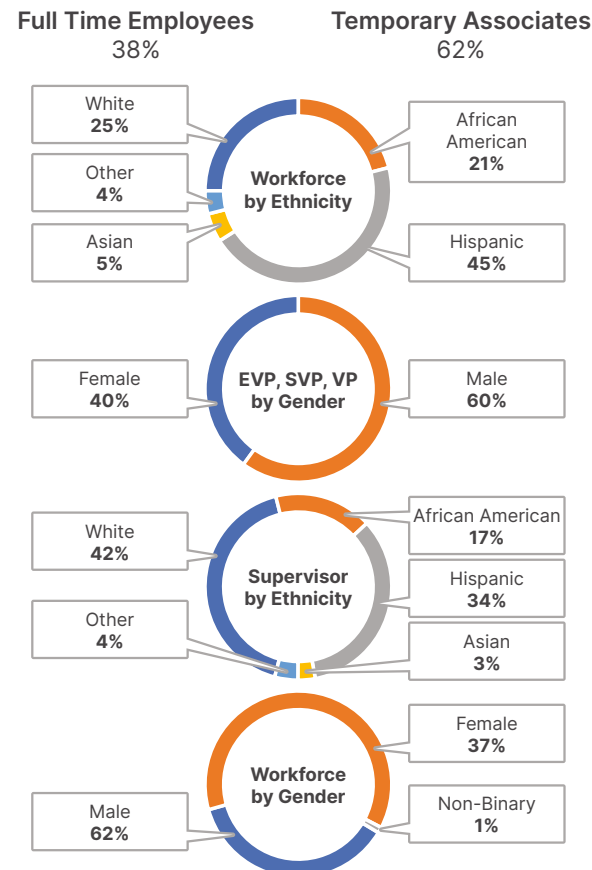 Full Time Employees
38%
Temporary Associates
62%
White
25%
Other
4%
Asian
5%
Workforce
by Ethnicity
African
American
21%
Hispanic
45%
Female
40%
EVP, SVP, VP
by Gender
Male
60%
White
42%
Other
4%
Supervisor
by Ethnicity
African American
17%
Hispanic
34%
Asian
3%
Male
62%
Workforce
by Gender
Female
37%
Non-Binary
1%